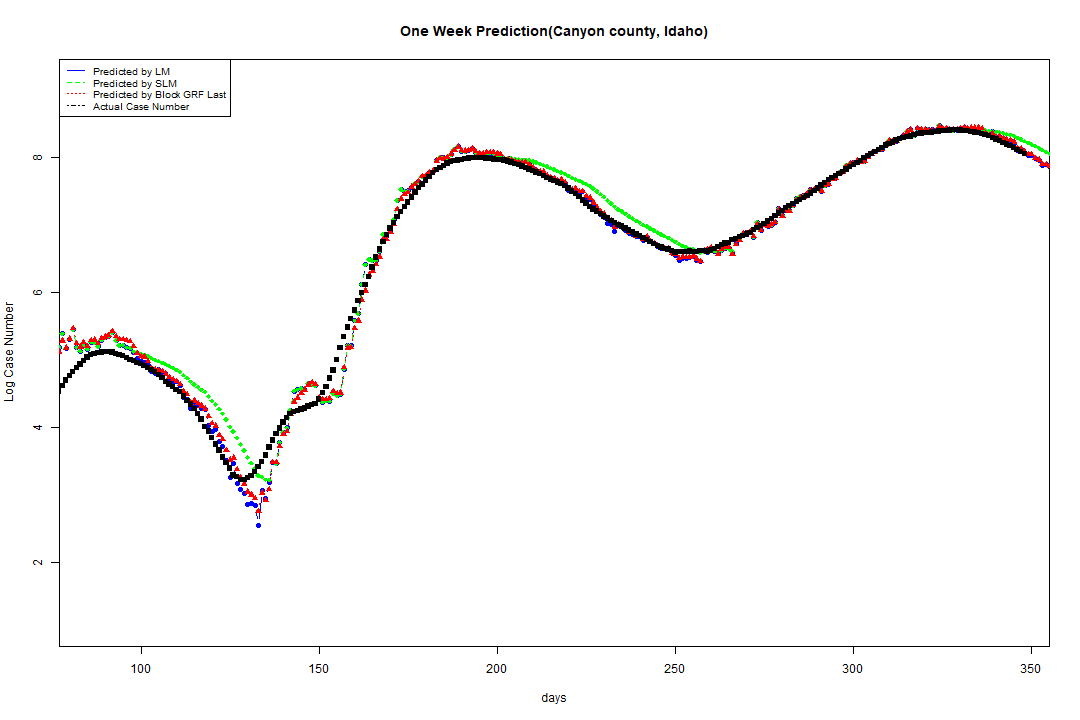 One Week Prediction(Canyon county, Idaho)
Predicted by LM
Predicted by SLM
Predicted by Block GRF Last
Actual Case Number
Log Case Number
8
6
4
2
100 150 200 250 300 350
days